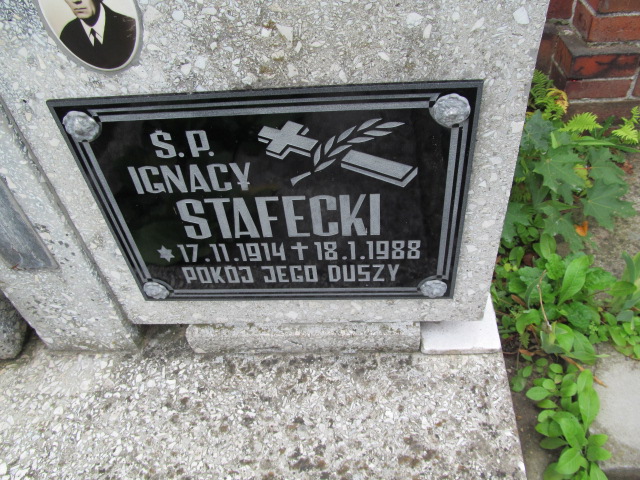 Ś.P.
IGNACY
STAFECKI
*17.11.1914 ✝ 18.1.1988
POKÓJ JEGO DUSZY